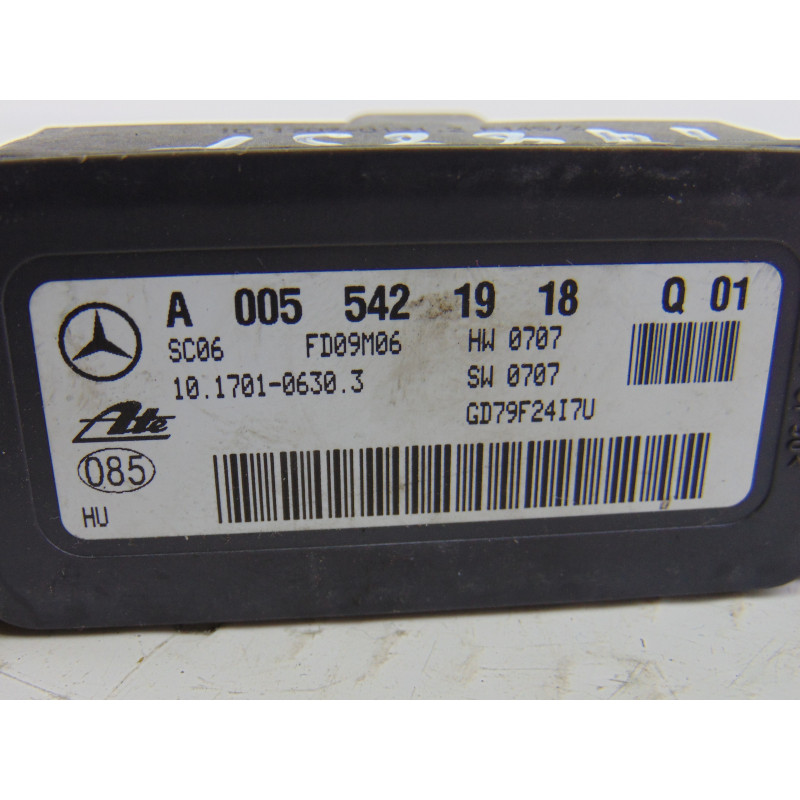 A 005 542 19 18 Q 01
SC06 FD09M06 HW 0707
10.1701-0630.3 SW 0707
Ate GD79F24I7U
085
HU